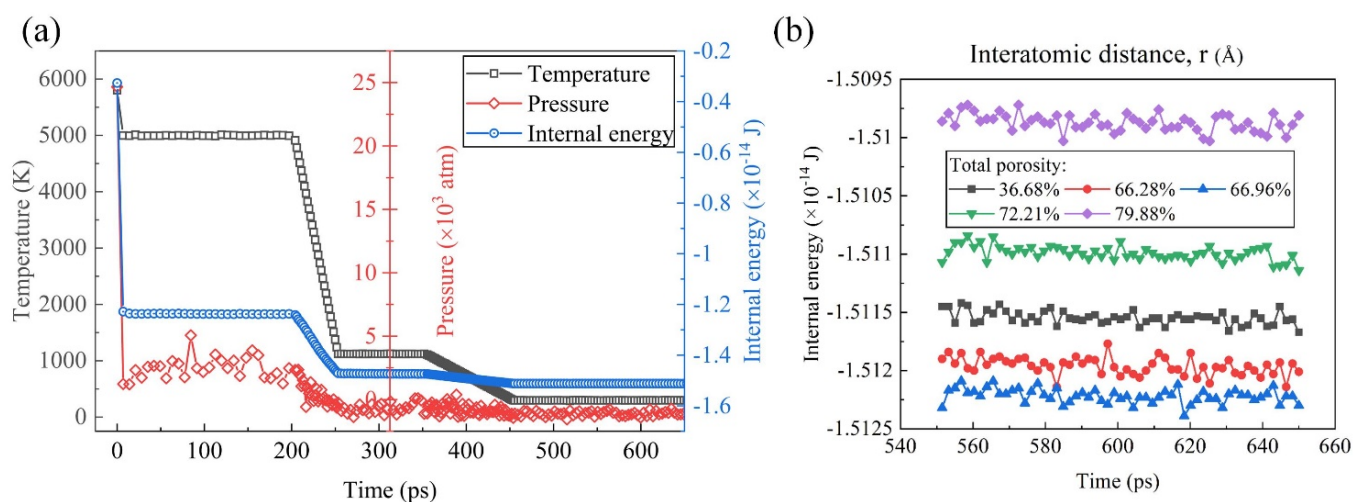 (a)
6000
5000
4000
3000
2000
1000
0
Temperature (K)
0 100 200 300 400 500 600
Time (ps)
25
20
15
10
5
0
Pressure (×10³ atm)
Temperature
Pressure
Internal energy
-0.2
-0.4
-0.6
-0.8
-1
-1.2
-1.4
-1.6
Internal energy (×10⁻¹⁴ J)
(b)
Interatomic distance, r (Å)
-1.5095
-1.51
-1.5105
-1.511
-1.5115
-1.512
-1.5125
Internal energy (×10⁻¹⁴ J)
Total porosity:
36.68% 66.28% 66.96%
72.21% 79.88%
540 560 580 600 620 640 660
Time (ps)